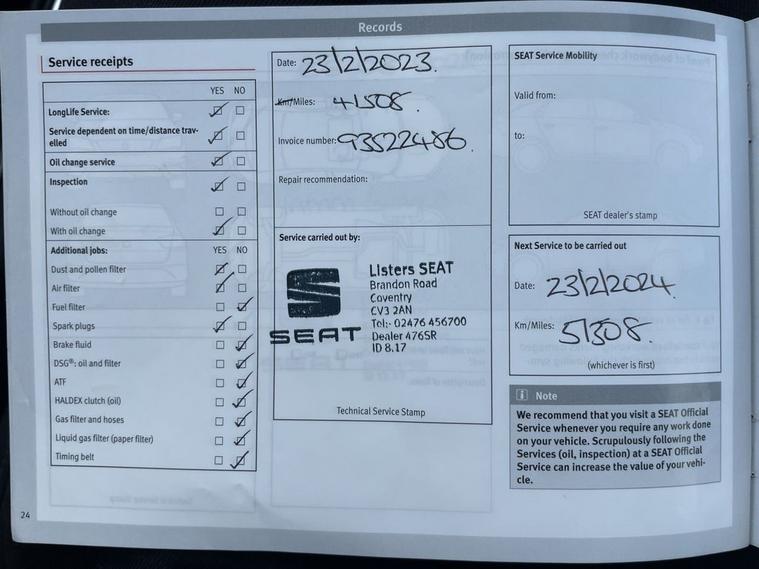 Records
Service receipts
YES NO
LongLife Service:
Service dependent on time/distance trav-
elled
Oil change service
Inspection
Without oil change
With oil change
Additional jobs: YES NO
Dust and pollen filter
Air filter
Fuel filter
Spark plugs
Brake fluid
DSG®: oil and filter
ATF
HALDEX clutch (oil)
Gas filter and hoses
Liquid gas filter (paper filter)
Timing belt
Date: 23/2/2023.
Km/Miles: 41308.
Invoice number: 93522486.
Repair recommendation:
Service carried out by:
SEAT
Listers SEAT
Brandon Road
Coventry
CV3 2AN
Tel:- 02476 456700
Dealer 476SR
ID 8.17
Technical Service Stamp
SEAT Service Mobility
Valid from:
to:
SEAT dealer's stamp
Next Service to be carried out
Date: 23/2/2024.
Km/Miles: 51308.
(whichever is first)
i Note
We recommend that you visit a SEAT Official
Service whenever you require any work done
on your vehicle. Scrupulously following the
Services (oil, inspection) at a SEAT Official
Service can increase the value of your vehi-
cle.
24